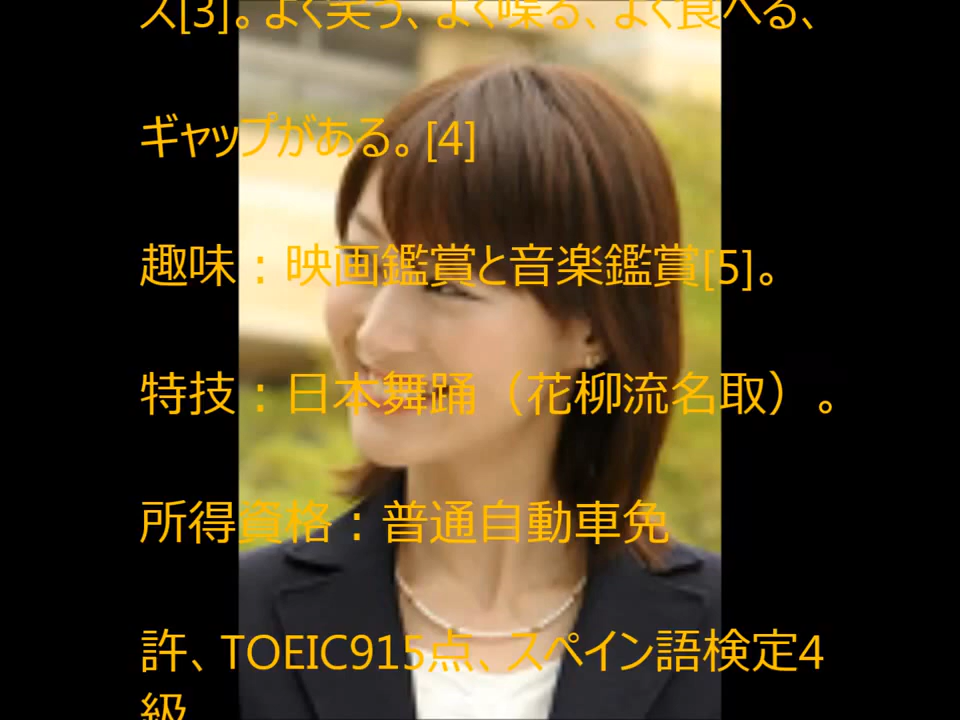 ス[3]。よく笑う、よく喋る、よく食べる、
ギャップがある。[4]
趣味：映画鑑賞と音楽鑑賞[5]。
特技：日本舞踊（花柳流名取）。
所得資格：普通自動車免
許、TOEIC915点、スペイン語検定4
級